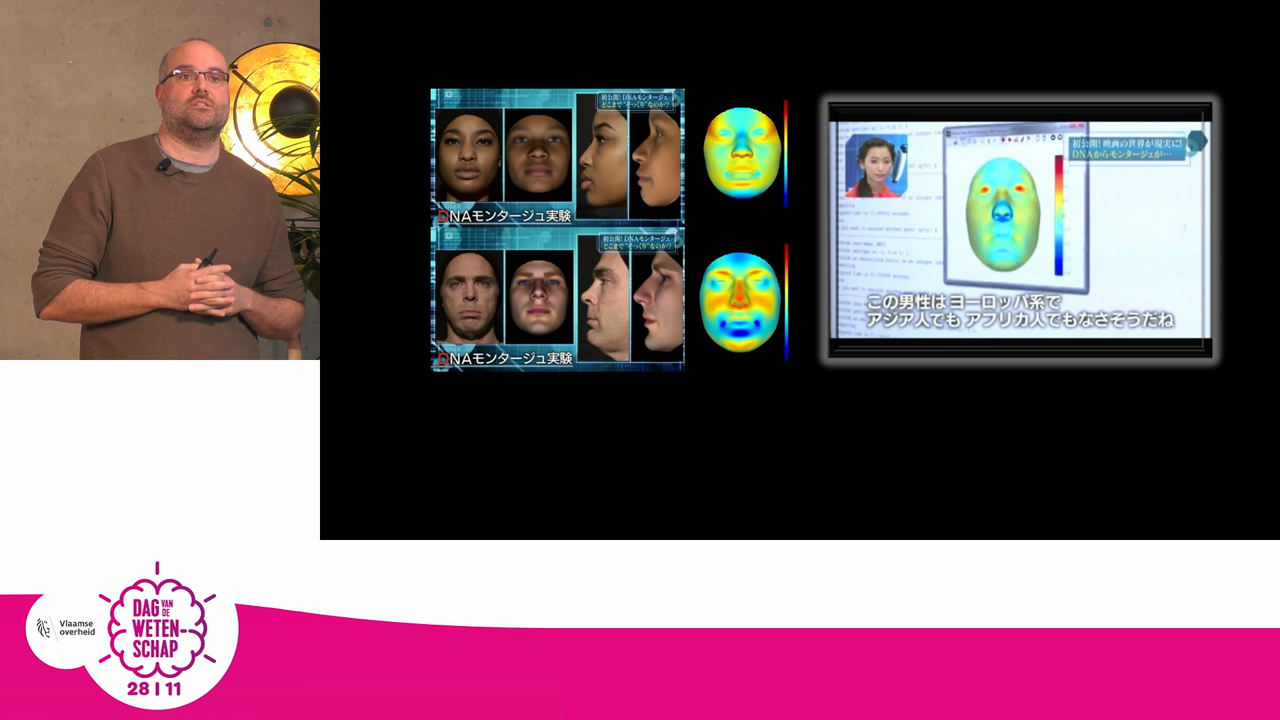 初公開! DNAモンタージュ
どこまで"そっくり"なのか?
DNAモンタージュ実験
初公開! DNAモンタージュ
どこまで"そっくり"なのか?
DNAモンタージュ実験
初公開! 映画の世界が現実に!
DNAからモンタージュが…
この男性はヨーロッパ系で
アジア人でも アフリカ人でもなさそうだね
Vlaamse
overheid
DAG VAN DE
WETEN-
SCHAP
28 | 11